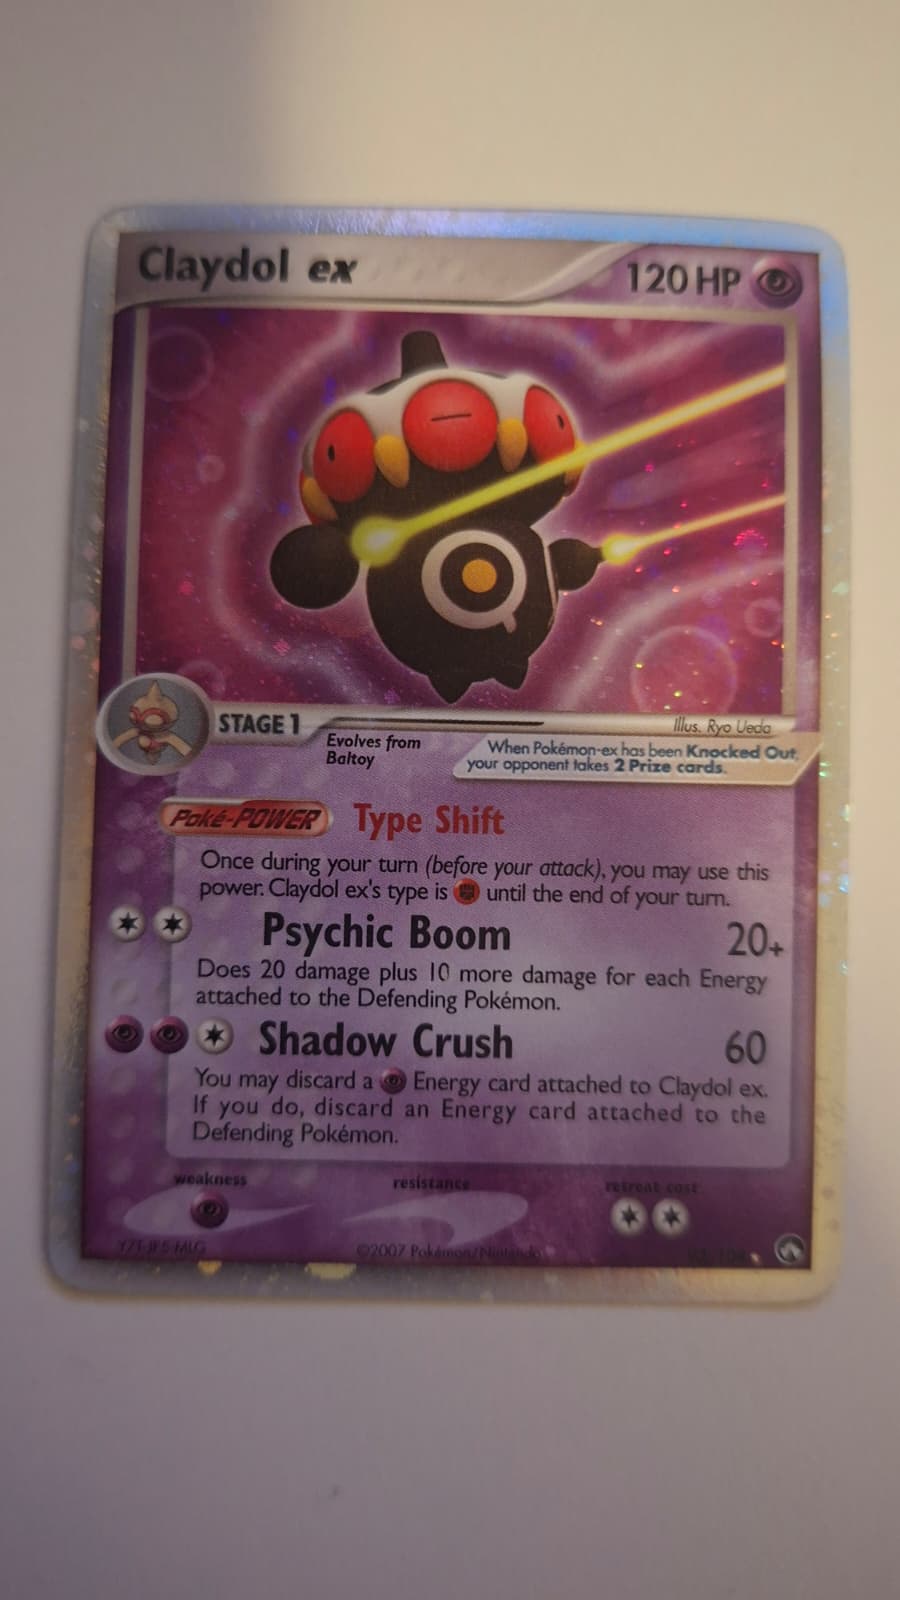 Claydol ex 120 HP
STAGE 1
Illus. Ryo Ueda
Evolves from
Baltoy
When Pokémon-ex has been Knocked Out,
your opponent takes 2 Prize cards.
Poké-POWER Type Shift
Once during your turn (before your attack), you may use this
power. Claydol ex's type is until the end of your turn.
Psychic Boom 20+
Does 20 damage plus 10 more damage for each Energy
attached to the Defending Pokémon.
Shadow Crush 60
You may discard a Energy card attached to Claydol ex.
If you do, discard an Energy card attached to the
Defending Pokémon.
weakness resistance retreat cost
©2007 Pokémon/Nintendo